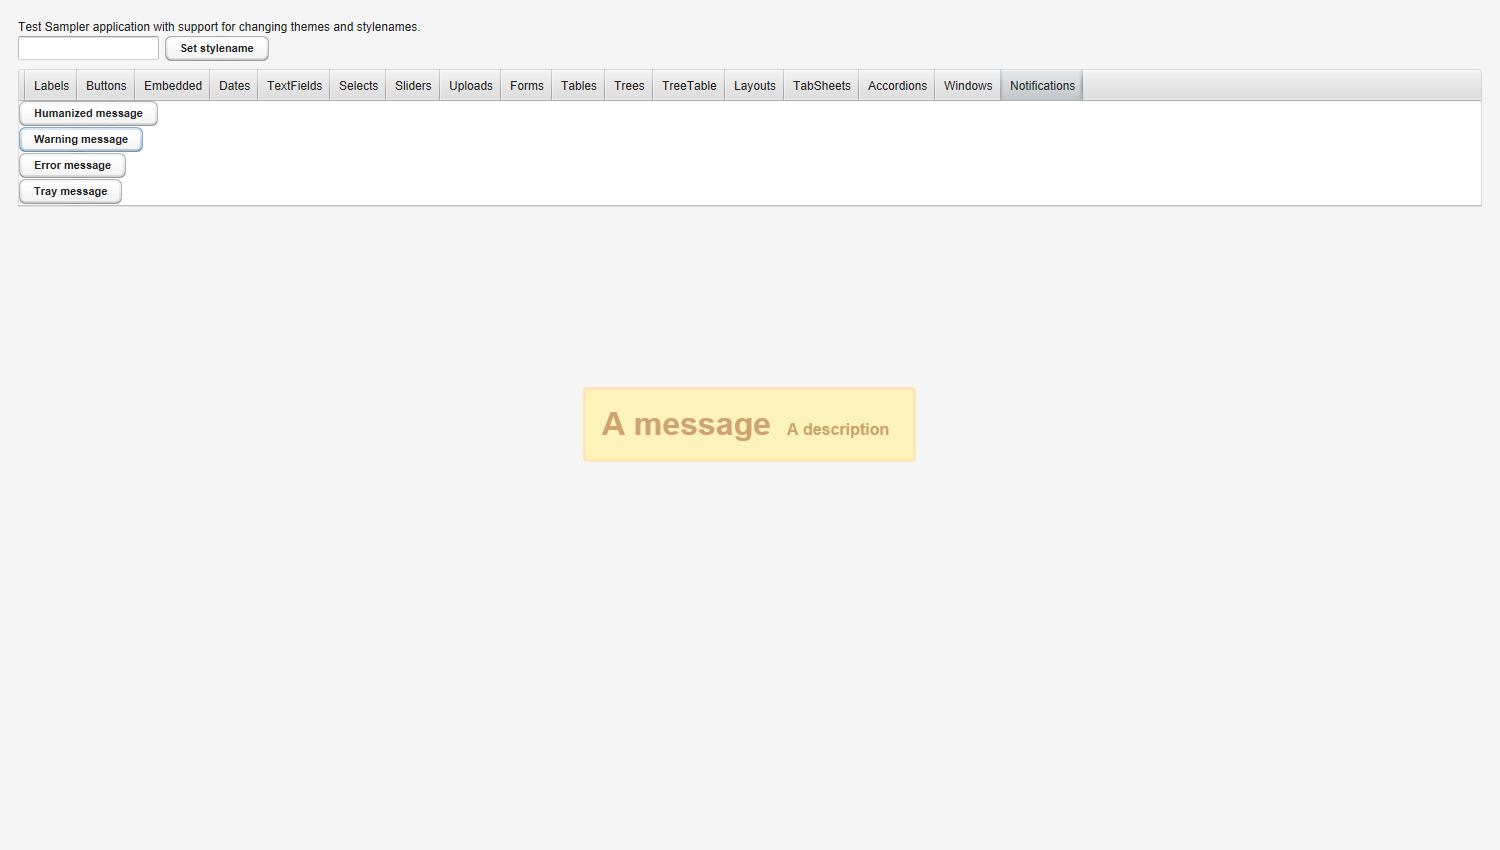 Test Sampler application with support for changing themes and stylenames.
Set stylename
Labels Buttons Embedded Dates TextFields Selects Sliders Uploads Forms Tables Trees TreeTable Layouts TabSheets Accordions Windows Notifications
Humanized message
Warning message
Error message
Tray message
A message A description